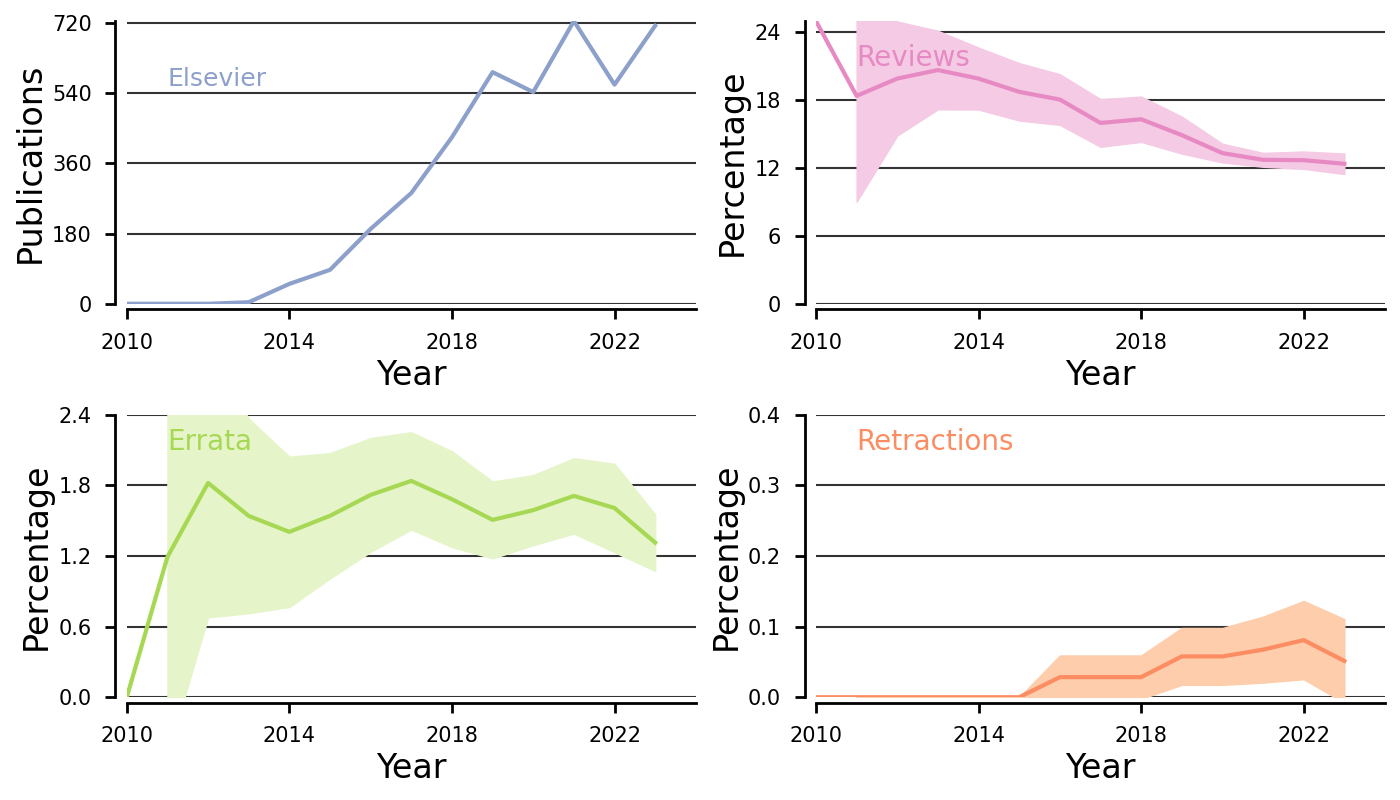 Publications
720
540
360
180
0
Elsevier
2010 2014 2018 2022
Year
Percentage
24
18
12
6
0
Reviews
2010 2014 2018 2022
Year
Percentage
2.4
1.8
1.2
0.6
0.0
Errata
2010 2014 2018 2022
Year
Percentage
0.4
0.3
0.2
0.1
0.0
Retractions
2010 2014 2018 2022
Year